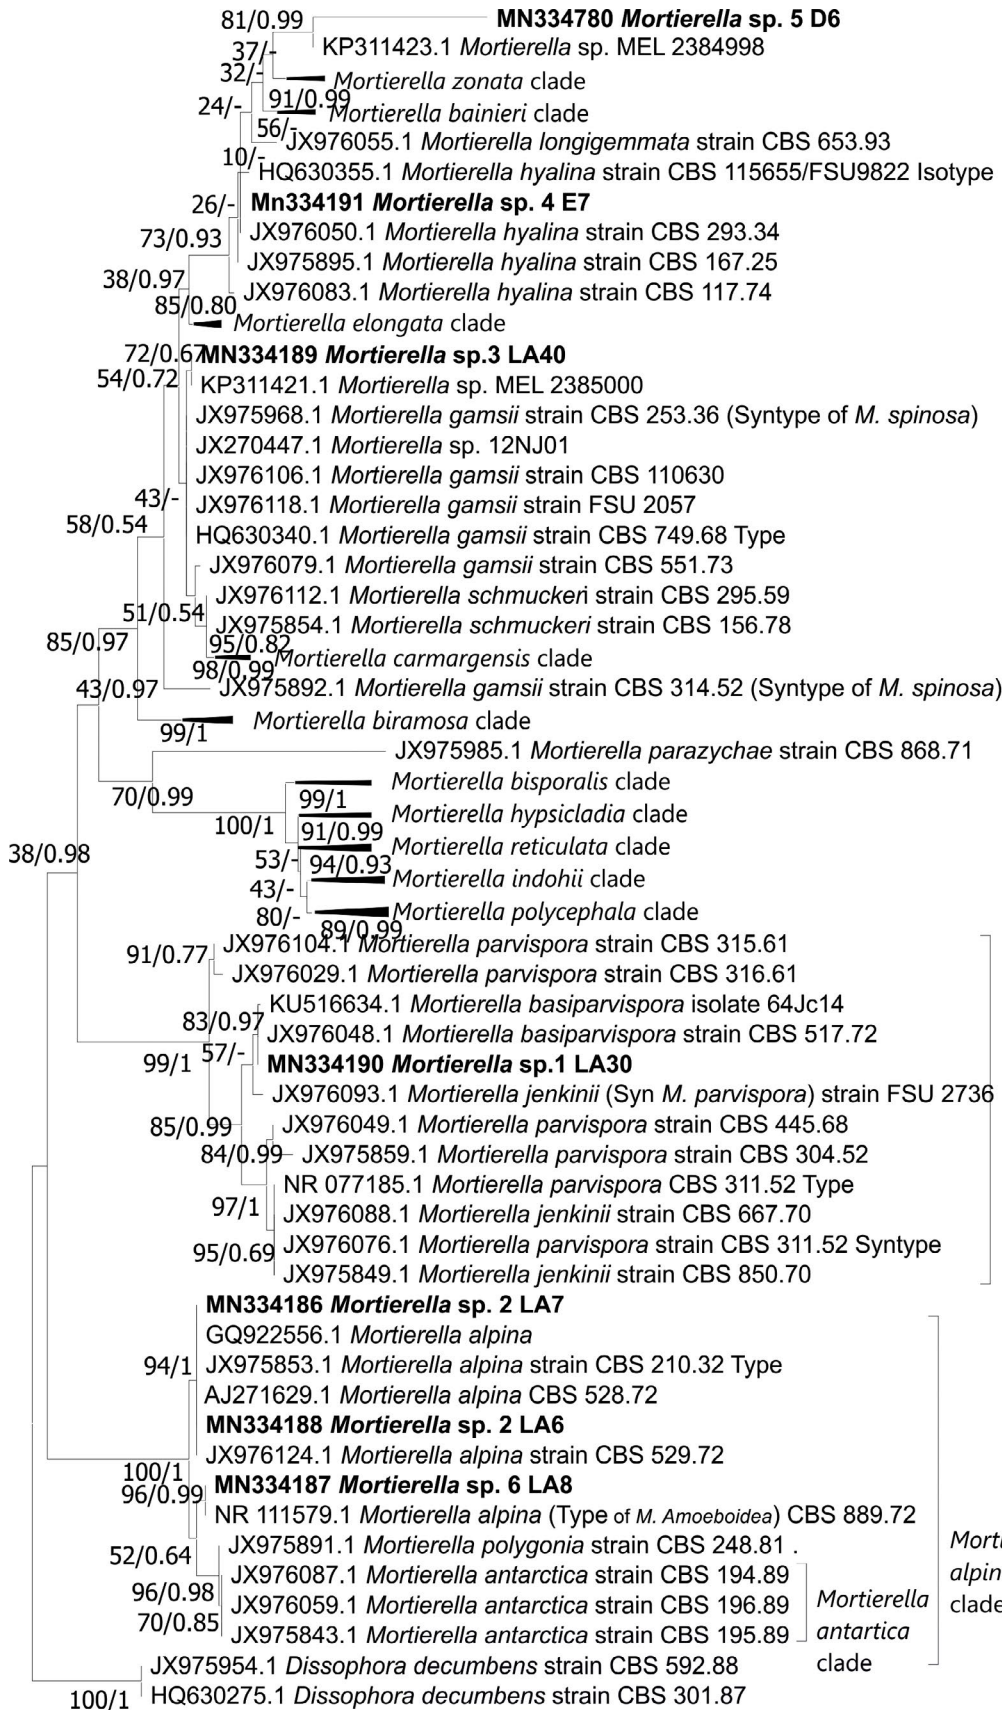 81/0.99
MN334780 Mortierella sp. 5 D6
KP311423.1 Mortierella sp. MEL 2384998
37/-
32/-
Mortierella zonata clade
91/0.99
24/-
Mortierella bainieri clade
56/-
JX976055.1 Mortierella longigemmata strain CBS 653.93
10/-
HQ630355.1 Mortierella hyalina strain CBS 115655/FSU9822 Isotype
26/-
Mn334191 Mortierella sp. 4 E7
73/0.93
JX976050.1 Mortierella hyalina strain CBS 293.34
JX975895.1 Mortierella hyalina strain CBS 167.25
38/0.97
JX976083.1 Mortierella hyalina strain CBS 117.74
85/0.80
Mortierella elongata clade
72/0.67
MN334189 Mortierella sp.3 LA40
54/0.72
KP311421.1 Mortierella sp. MEL 2385000
JX975968.1 Mortierella gamsii strain CBS 253.36 (Syntype of M. spinosa)
JX270447.1 Mortierella sp. 12NJ01
JX976106.1 Mortierella gamsii strain CBS 110630
43/-
JX976118.1 Mortierella gamsii strain FSU 2057
58/0.54
HQ630340.1 Mortierella gamsii strain CBS 749.68 Type
JX976079.1 Mortierella gamsii strain CBS 551.73
JX976112.1 Mortierella schmuckeri strain CBS 295.59
51/0.54
JX975854.1 Mortierella schmuckeri strain CBS 156.78
85/0.97
95/0.82
Mortierella carmargensis clade
98/0.99
43/0.97
JX975892.1 Mortierella gamsii strain CBS 314.52 (Syntype of M. spinosa)
Mortierella biramosa clade
99/1
JX975985.1 Mortierella parazychae strain CBS 868.71
Mortierella bisporalis clade
70/0.99
99/1
Mortierella hypsicladia clade
100/1
91/0.99
Mortierella reticulata clade
38/0.98
53/-
94/0.93
Mortierella indohii clade
43/-
Mortierella polycephala clade
80/-
89/0.99
JX976104.1 Mortierella parvispora strain CBS 315.61
91/0.77
JX976029.1 Mortierella parvispora strain CBS 316.61
KU516634.1 Mortierella basiparvispora isolate 64Jc14
83/0.97
JX976048.1 Mortierella basiparvispora strain CBS 517.72
57/-
99/1
MN334190 Mortierella sp.1 LA30
JX976093.1 Mortierella jenkinii (Syn M. parvispora) strain FSU 2736
85/0.99
JX976049.1 Mortierella parvispora strain CBS 445.68
84/0.99
JX975859.1 Mortierella parvispora strain CBS 304.52
NR 077185.1 Mortierella parvispora CBS 311.52 Type
97/1
JX976088.1 Mortierella jenkinii strain CBS 667.70
95/0.69
JX976076.1 Mortierella parvispora strain CBS 311.52 Syntype
JX975849.1 Mortierella jenkinii strain CBS 850.70
MN334186 Mortierella sp. 2 LA7
GQ922556.1 Mortierella alpina
94/1
JX975853.1 Mortierella alpina strain CBS 210.32 Type
AJ271629.1 Mortierella alpina CBS 528.72
MN334188 Mortierella sp. 2 LA6
JX976124.1 Mortierella alpina strain CBS 529.72
100/1
MN334187 Mortierella sp. 6 LA8
96/0.99
NR 111579.1 Mortierella alpina (Type of M. Amoeboidea) CBS 889.72
JX975891.1 Mortierella polygonia strain CBS 248.81 .
52/0.64
JX976087.1 Mortierella antarctica strain CBS 194.89
96/0.98
JX976059.1 Mortierella antarctica strain CBS 196.89
70/0.85
JX975843.1 Mortierella antarctica strain CBS 195.89
Mortierella
antartica
clade
Morti
alpin
clade
JX975954.1 Dissophora decumbens strain CBS 592.88
100/1
HQ630275.1 Dissophora decumbens strain CBS 301.87